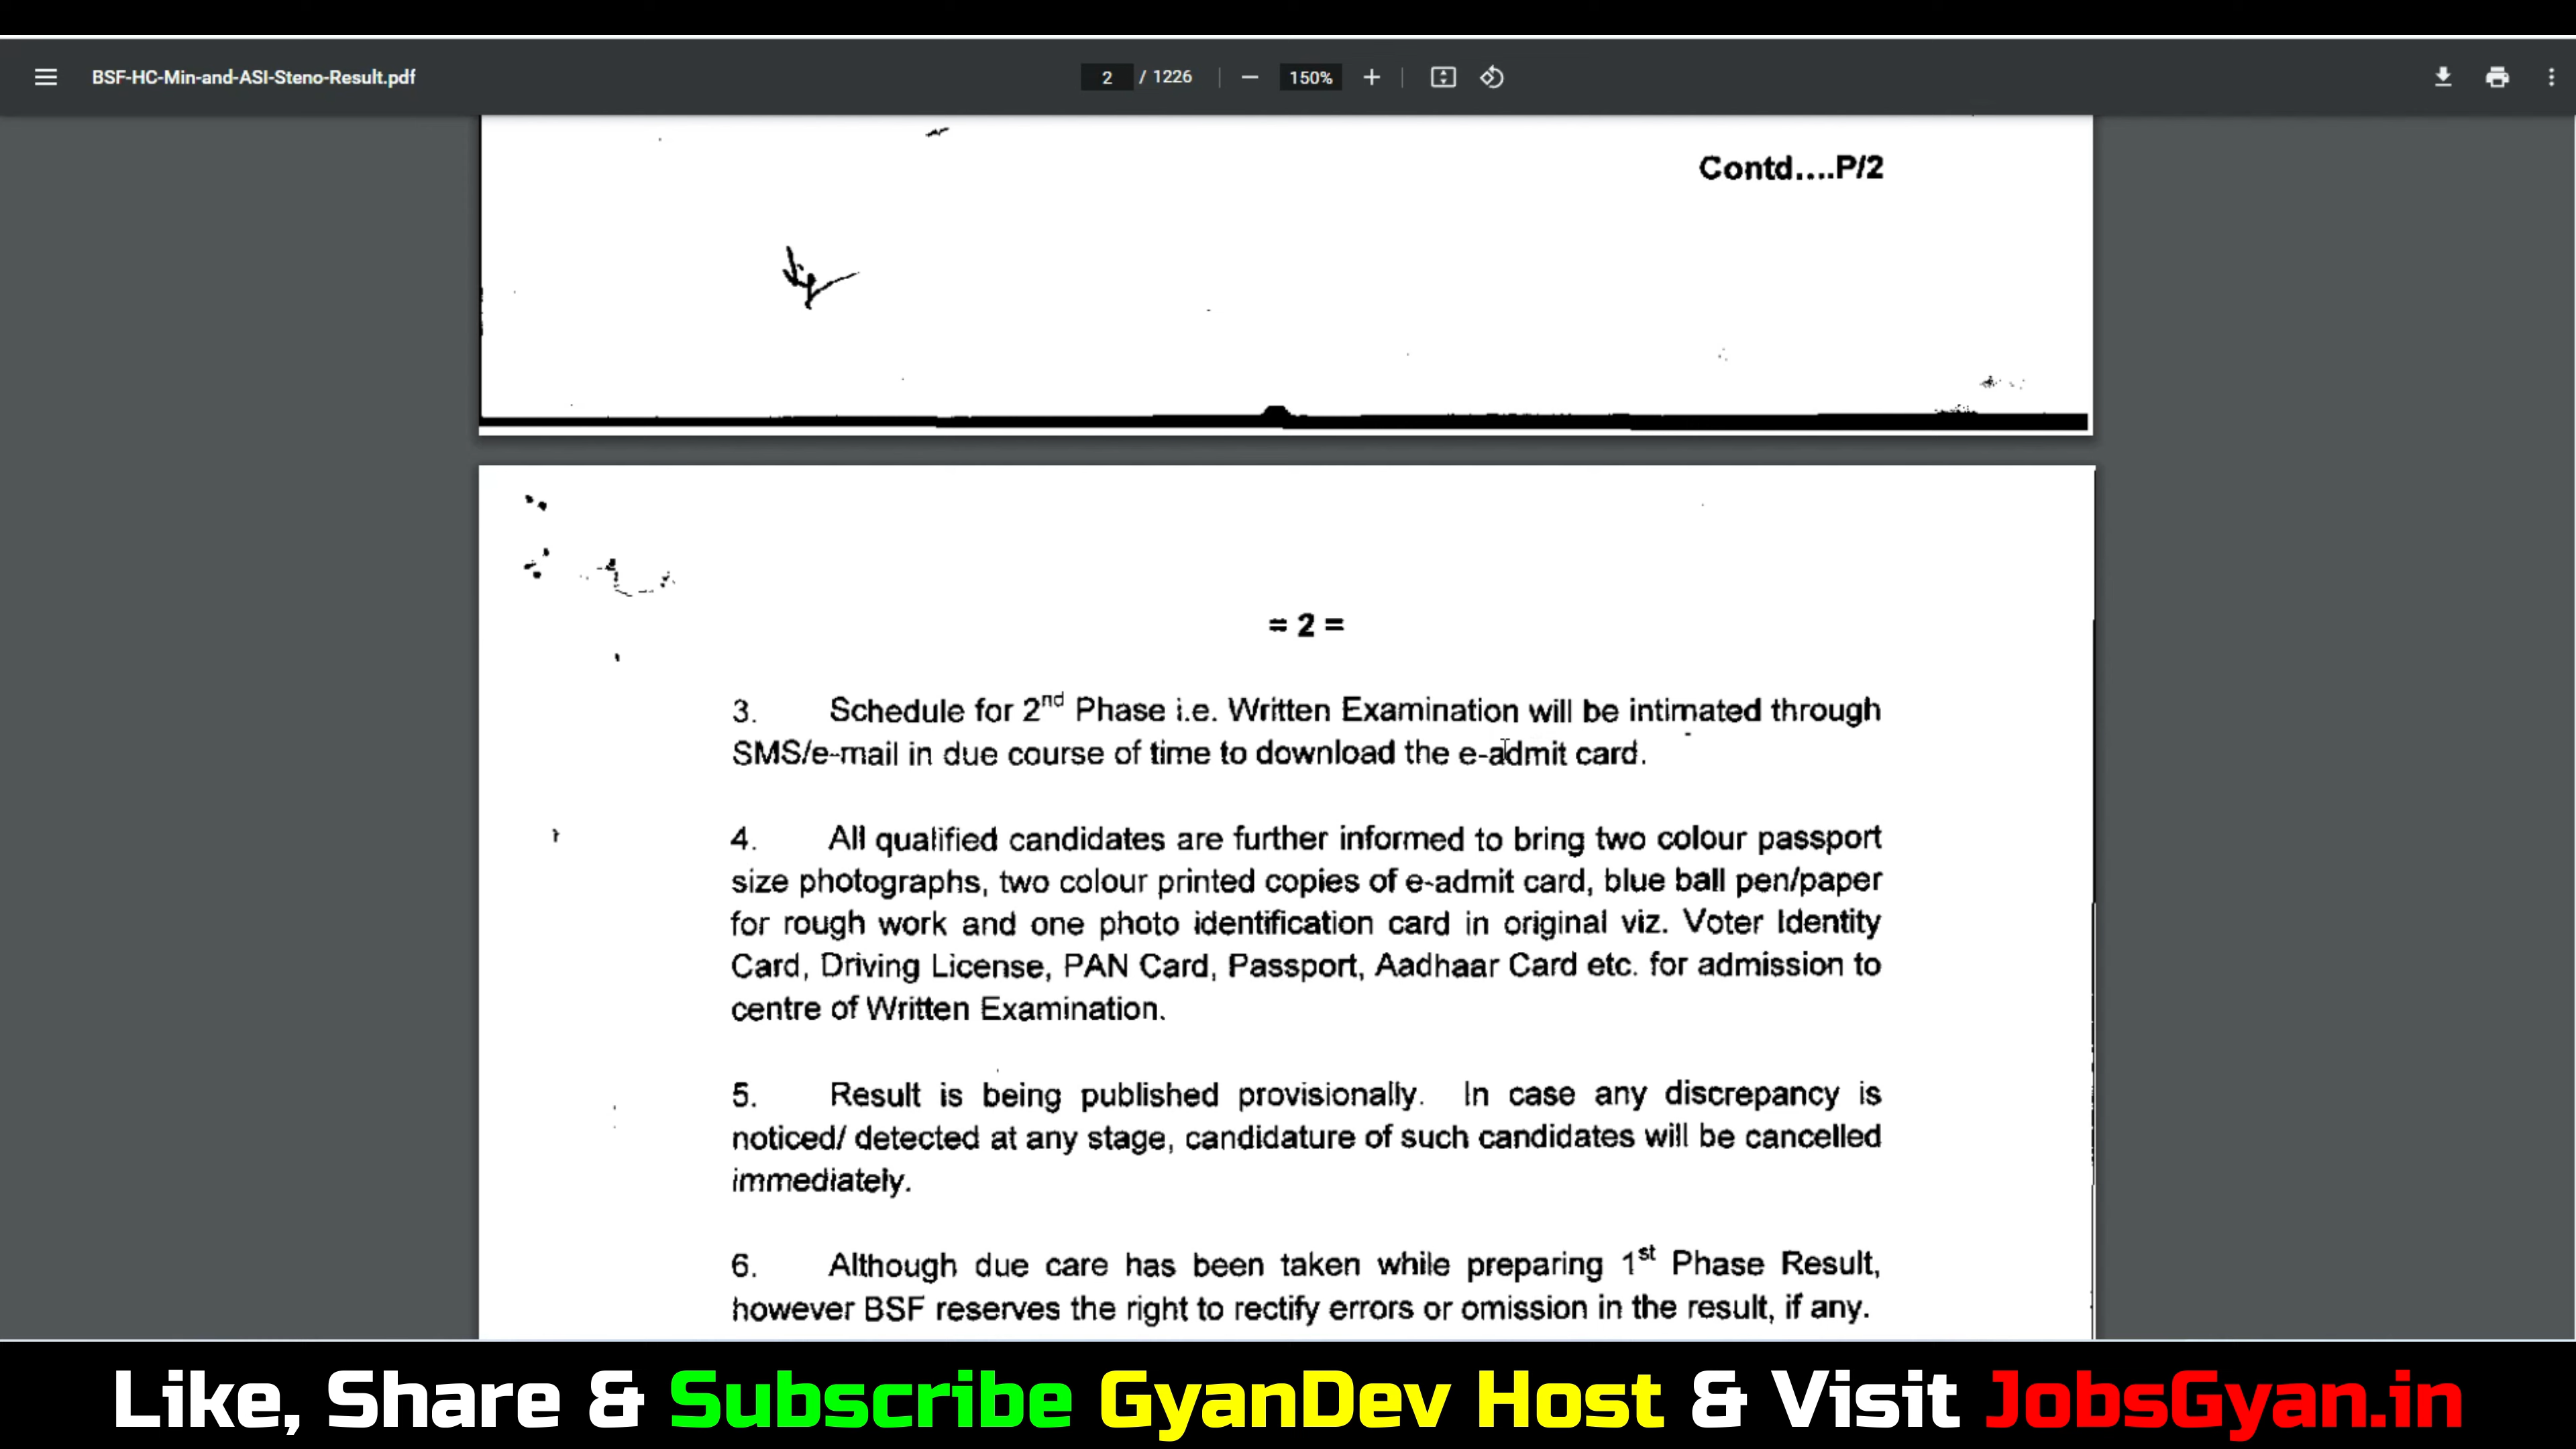 BSF-HC-Min-and-ASI-Steno-Result.pdf
2 / 1226
150%
Contd....P/2
= 2 =
3. Schedule for 2nd Phase i.e. Written Examination will be intimated through
SMS/e-mail in due course of time to download the e-admit card.
4. All qualified candidates are further informed to bring two colour passport
size photographs, two colour printed copies of e-admit card, blue ball pen/paper
for rough work and one photo identification card in original viz. Voter Identity
Card, Driving License, PAN Card, Passport, Aadhaar Card etc. for admission to
centre of Written Examination.
5. Result is being published provisionally. In case any discrepancy is
noticed/ detected at any stage, candidature of such candidates will be cancelled
immediately.
6. Although due care has been taken while preparing 1st Phase Result,
however BSF reserves the right to rectify errors or omission in the result, if any.
Like, Share & Subscribe GyanDev Host & Visit JobsGyan.in